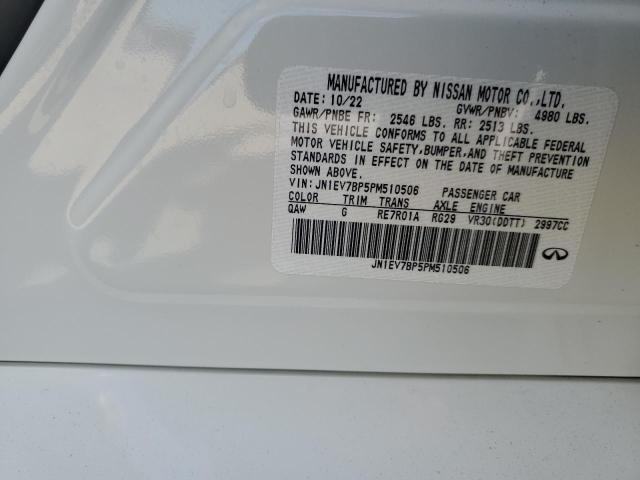 MANUFACTURED BY NISSAN MOTOR CO.,LTD.
DATE: 10/22 GVWR/PNBV: 4980 LBS.
GAWR/PNBE FR: 2546 LBS. RR: 2513 LBS.
THIS VEHICLE CONFORMS TO ALL APPLICABLE FEDERAL
MOTOR VEHICLE SAFETY,BUMPER,AND THEFT PREVENTION
STANDARDS IN EFFECT ON THE DATE OF MANUFACTURE
SHOWN ABOVE.
VIN: JN1EV7BP5PM510506 PASSENGER CAR
COLOR TRIM TRANS AXLE ENGINE
QAW G RE7R01A RG29 VR30(DDTT) 2997CC
JN1EV7BP5PM510506